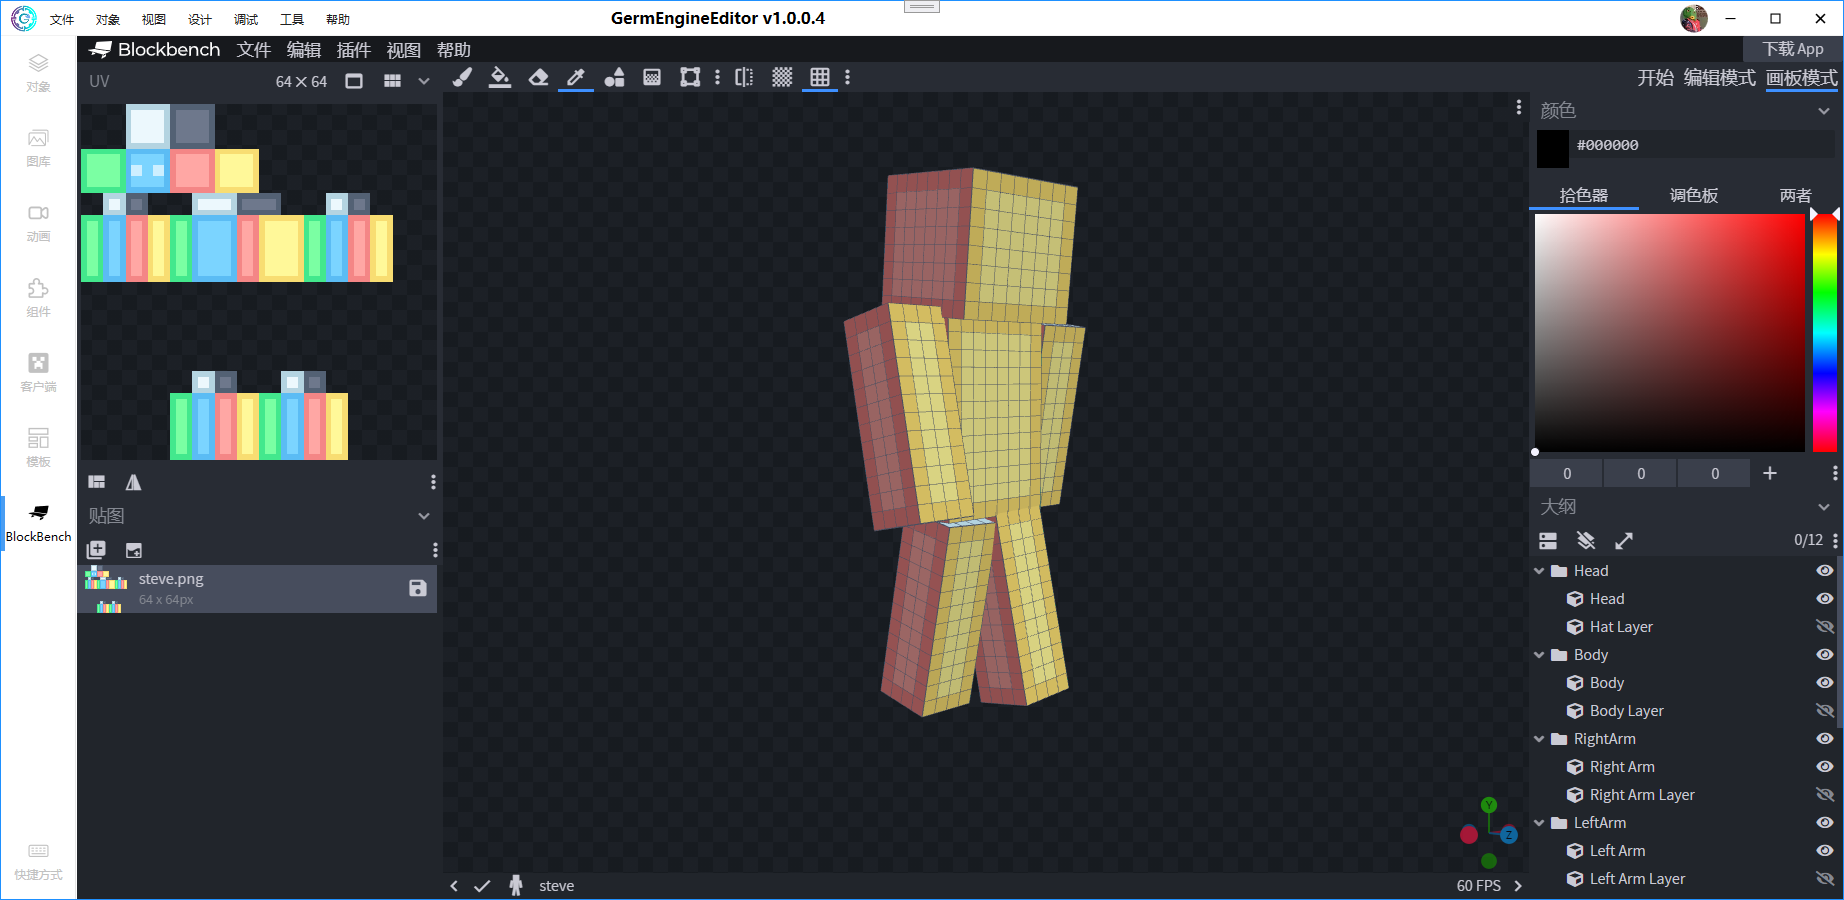 文件 对象 视图 设计 调试 工具 帮助
GermEngineEditor v1.0.0.4
对象
图库
动画
组件
客户端
模板
BlockBench
快捷方式
Blockbench 文件 编辑 插件 视图 帮助
下载 App
UV 64×64
开始 编辑模式 画板模式
贴图
steve.png
64 x 64px
颜色
#000000
拾色器 调色板 两者
0 0 0
大纲
0/12
Head
Head
Hat Layer
Body
Body
Body Layer
RightArm
Right Arm
Right Arm Layer
LeftArm
Left Arm
Left Arm Layer
Y
Z
steve
60 FPS